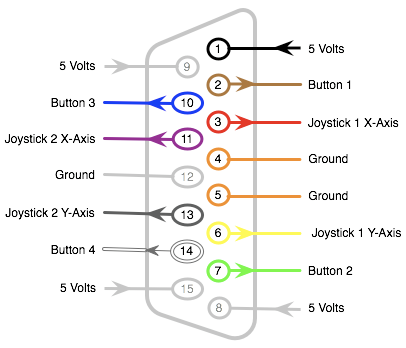 1 5 Volts
5 Volts 9
2 Button 1
Button 3 10
3 Joystick 1 X-Axis
Joystick 2 X-Axis 11
4 Ground
Ground 12
5 Ground
Joystick 2 Y-Axis 13
6 Joystick 1 Y-Axis
Button 4 14
7 Button 2
5 Volts 15
8 5 Volts